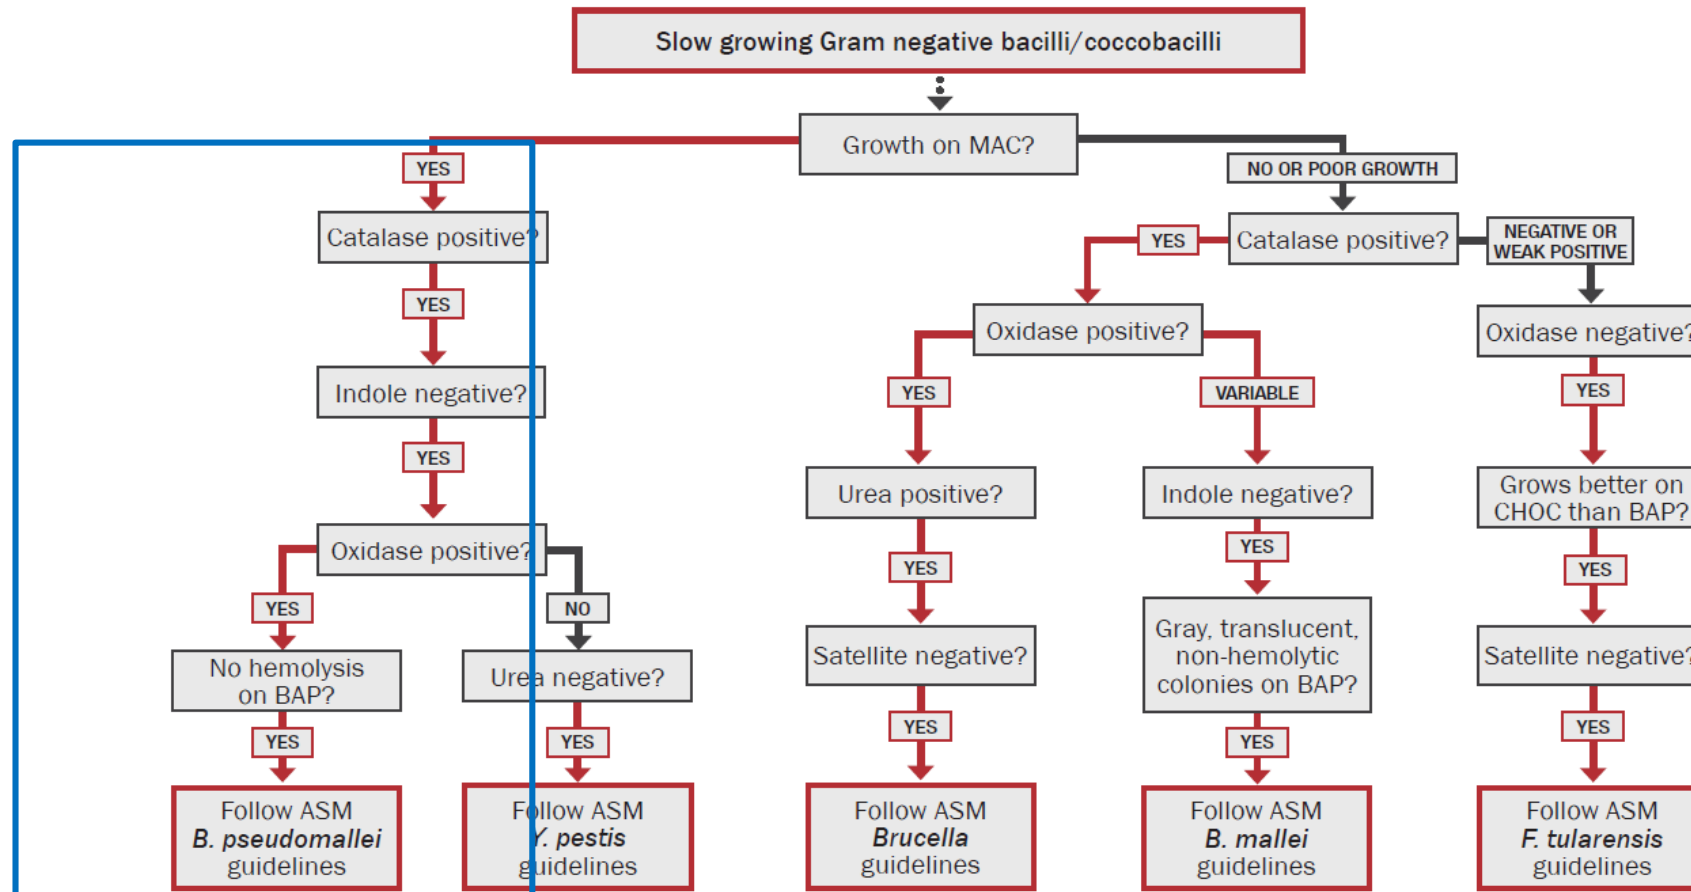 Slow growing Gram negative bacilli/coccobacilli
Growth on MAC?
YES
NO OR POOR GROWTH
Catalase positive?
YES
Catalase positive?
NEGATIVE OR
WEAK POSITIVE
YES
Oxidase positive?
Oxidase negative?
Indole negative?
YES
VARIABLE
YES
YES
Urea positive?
Indole negative?
Grows better on
CHOC than BAP?
Oxidase positive?
YES
YES
YES
YES
NO
No hemolysis
on BAP?
Urea negative?
Satellite negative?
Gray, translucent,
non-hemolytic
colonies on BAP?
Satellite negative?
YES
YES
YES
YES
YES
Follow ASM
B. pseudomallei
guidelines
Follow ASM
Y. pestis
guidelines
Follow ASM
Brucella
guidelines
Follow ASM
B. mallei
guidelines
Follow ASM
F. tularensis
guidelines